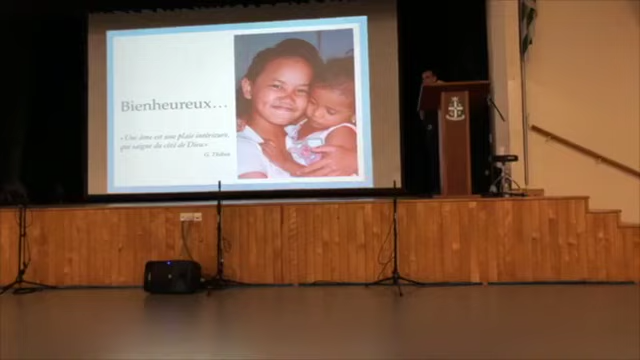 Bienheureux...
«Une âme est une plaie intérieure,
qui saigne du côté de Dieu»
G. Thibon